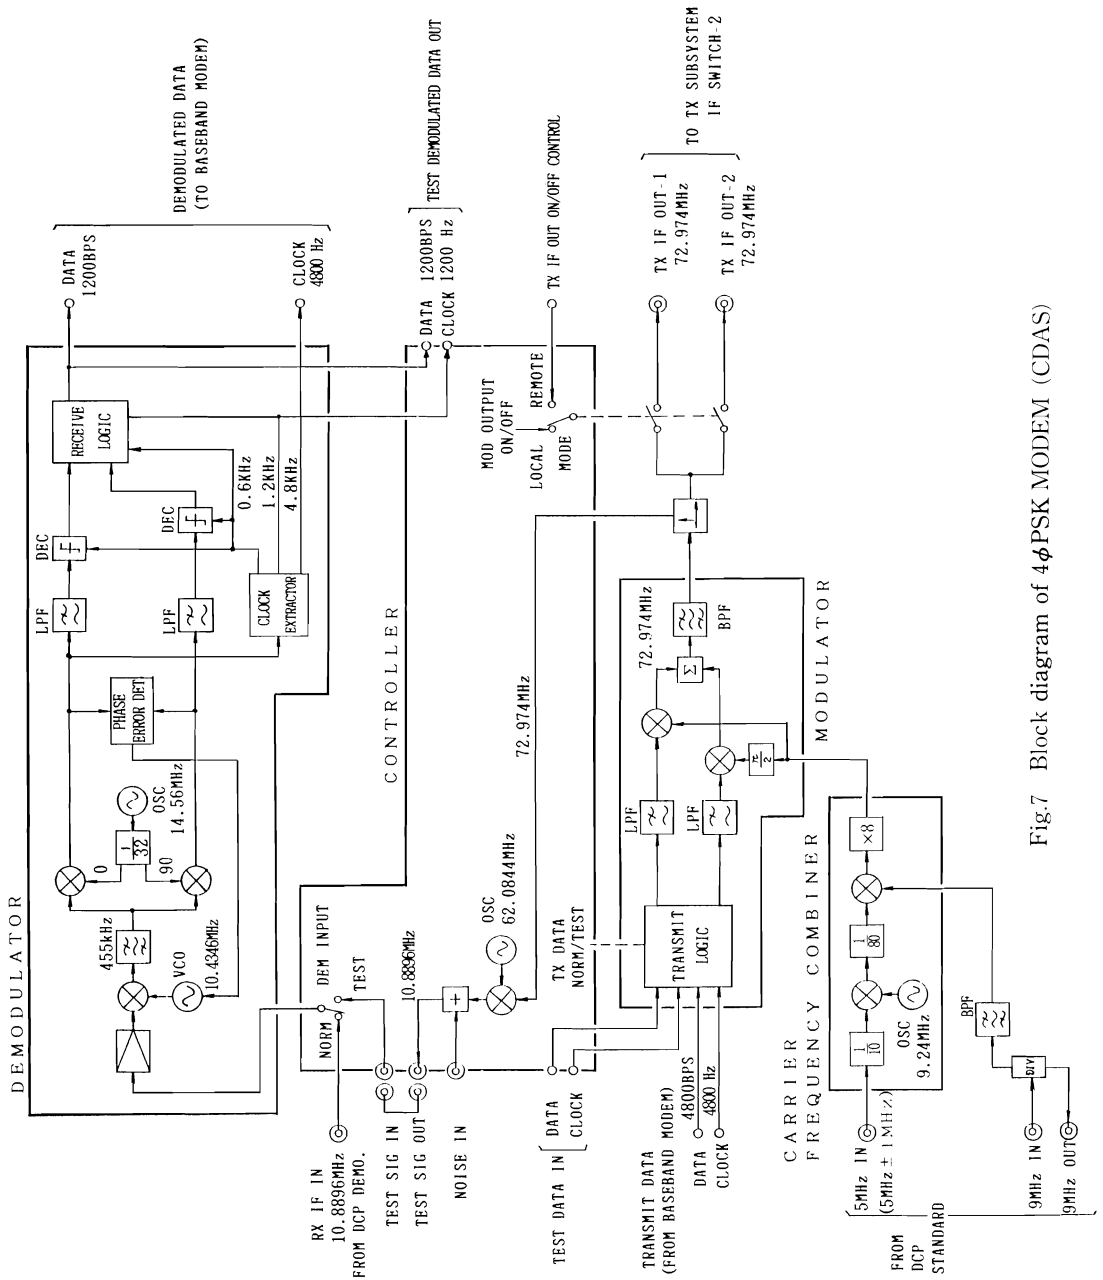 DEMODULATOR
455kHz
VCO
10.4346MHz
0
90
1/32
OSC
14.56MHz
PHASE
ERROR DET
LPF
LPF
DEC
DEC
CLOCK
EXTRACTOR
RECEIVE
LOGIC
0.6KHz
1.2KHz
4.8KHz
DATA
1200BPS
CLOCK
4800 Hz
DEMODULATED DATA
(TO BASEBAND MODEM)
RX IF IN
10.8896MHz
FROM DCP DEMO.
NORM
TEST
DEM INPUT
TEST SIG IN
TEST SIG OUT
NOISE IN
10.8896MHz
+
OSC
62.0844MHz
CONTROLLER
72.974MHz
DATA 1200BPS
CLOCK 1200 Hz
TEST DEMODULATED DATA OUT
MOD OUTPUT
ON/OFF
LOCAL
REMOTE
MODE
TX IF OUT ON/OFF CONTROL
TEST DATA IN
DATA
CLOCK
TX DATA
NORM/TEST
TRANSMIT DATA
(FROM BASEBAND MODEM)
DATA
CLOCK
4800BPS
4800 Hz
TRANSMIT
LOGIC
LPF
LPF
π/2
Σ
72.974MHz
BPF
MODULATOR
TX IF OUT-1
72.974MHz
TX IF OUT-2
72.974MHz
TO TX SUBSYSTEM
IF SWITCH-2
CARRIER
FREQUENCY COMBINER
5MHz IN
(5MHz ± 1MHz)
1/10
OSC
9.24MHz
1/80
×8
BPF
DIV
9MHz IN
9MHz OUT
FROM
DCP
STANDARD
Fig.7 Block diagram of 4ϕPSK MODEM (CDAS)